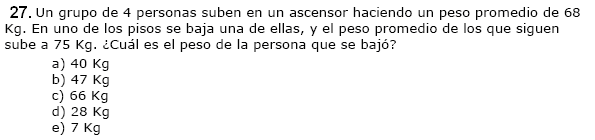 27. Un grupo de 4 personas suben en un ascensor haciendo un peso promedio de 68
Kg. En uno de los pisos se baja una de ellas, y el peso promedio de los que siguen
sube a 75 Kg. ¿Cuál es el peso de la persona que se bajó?
a) 40 Kg
b) 47 Kg
c) 66 Kg
d) 28 Kg
e) 7 Kg